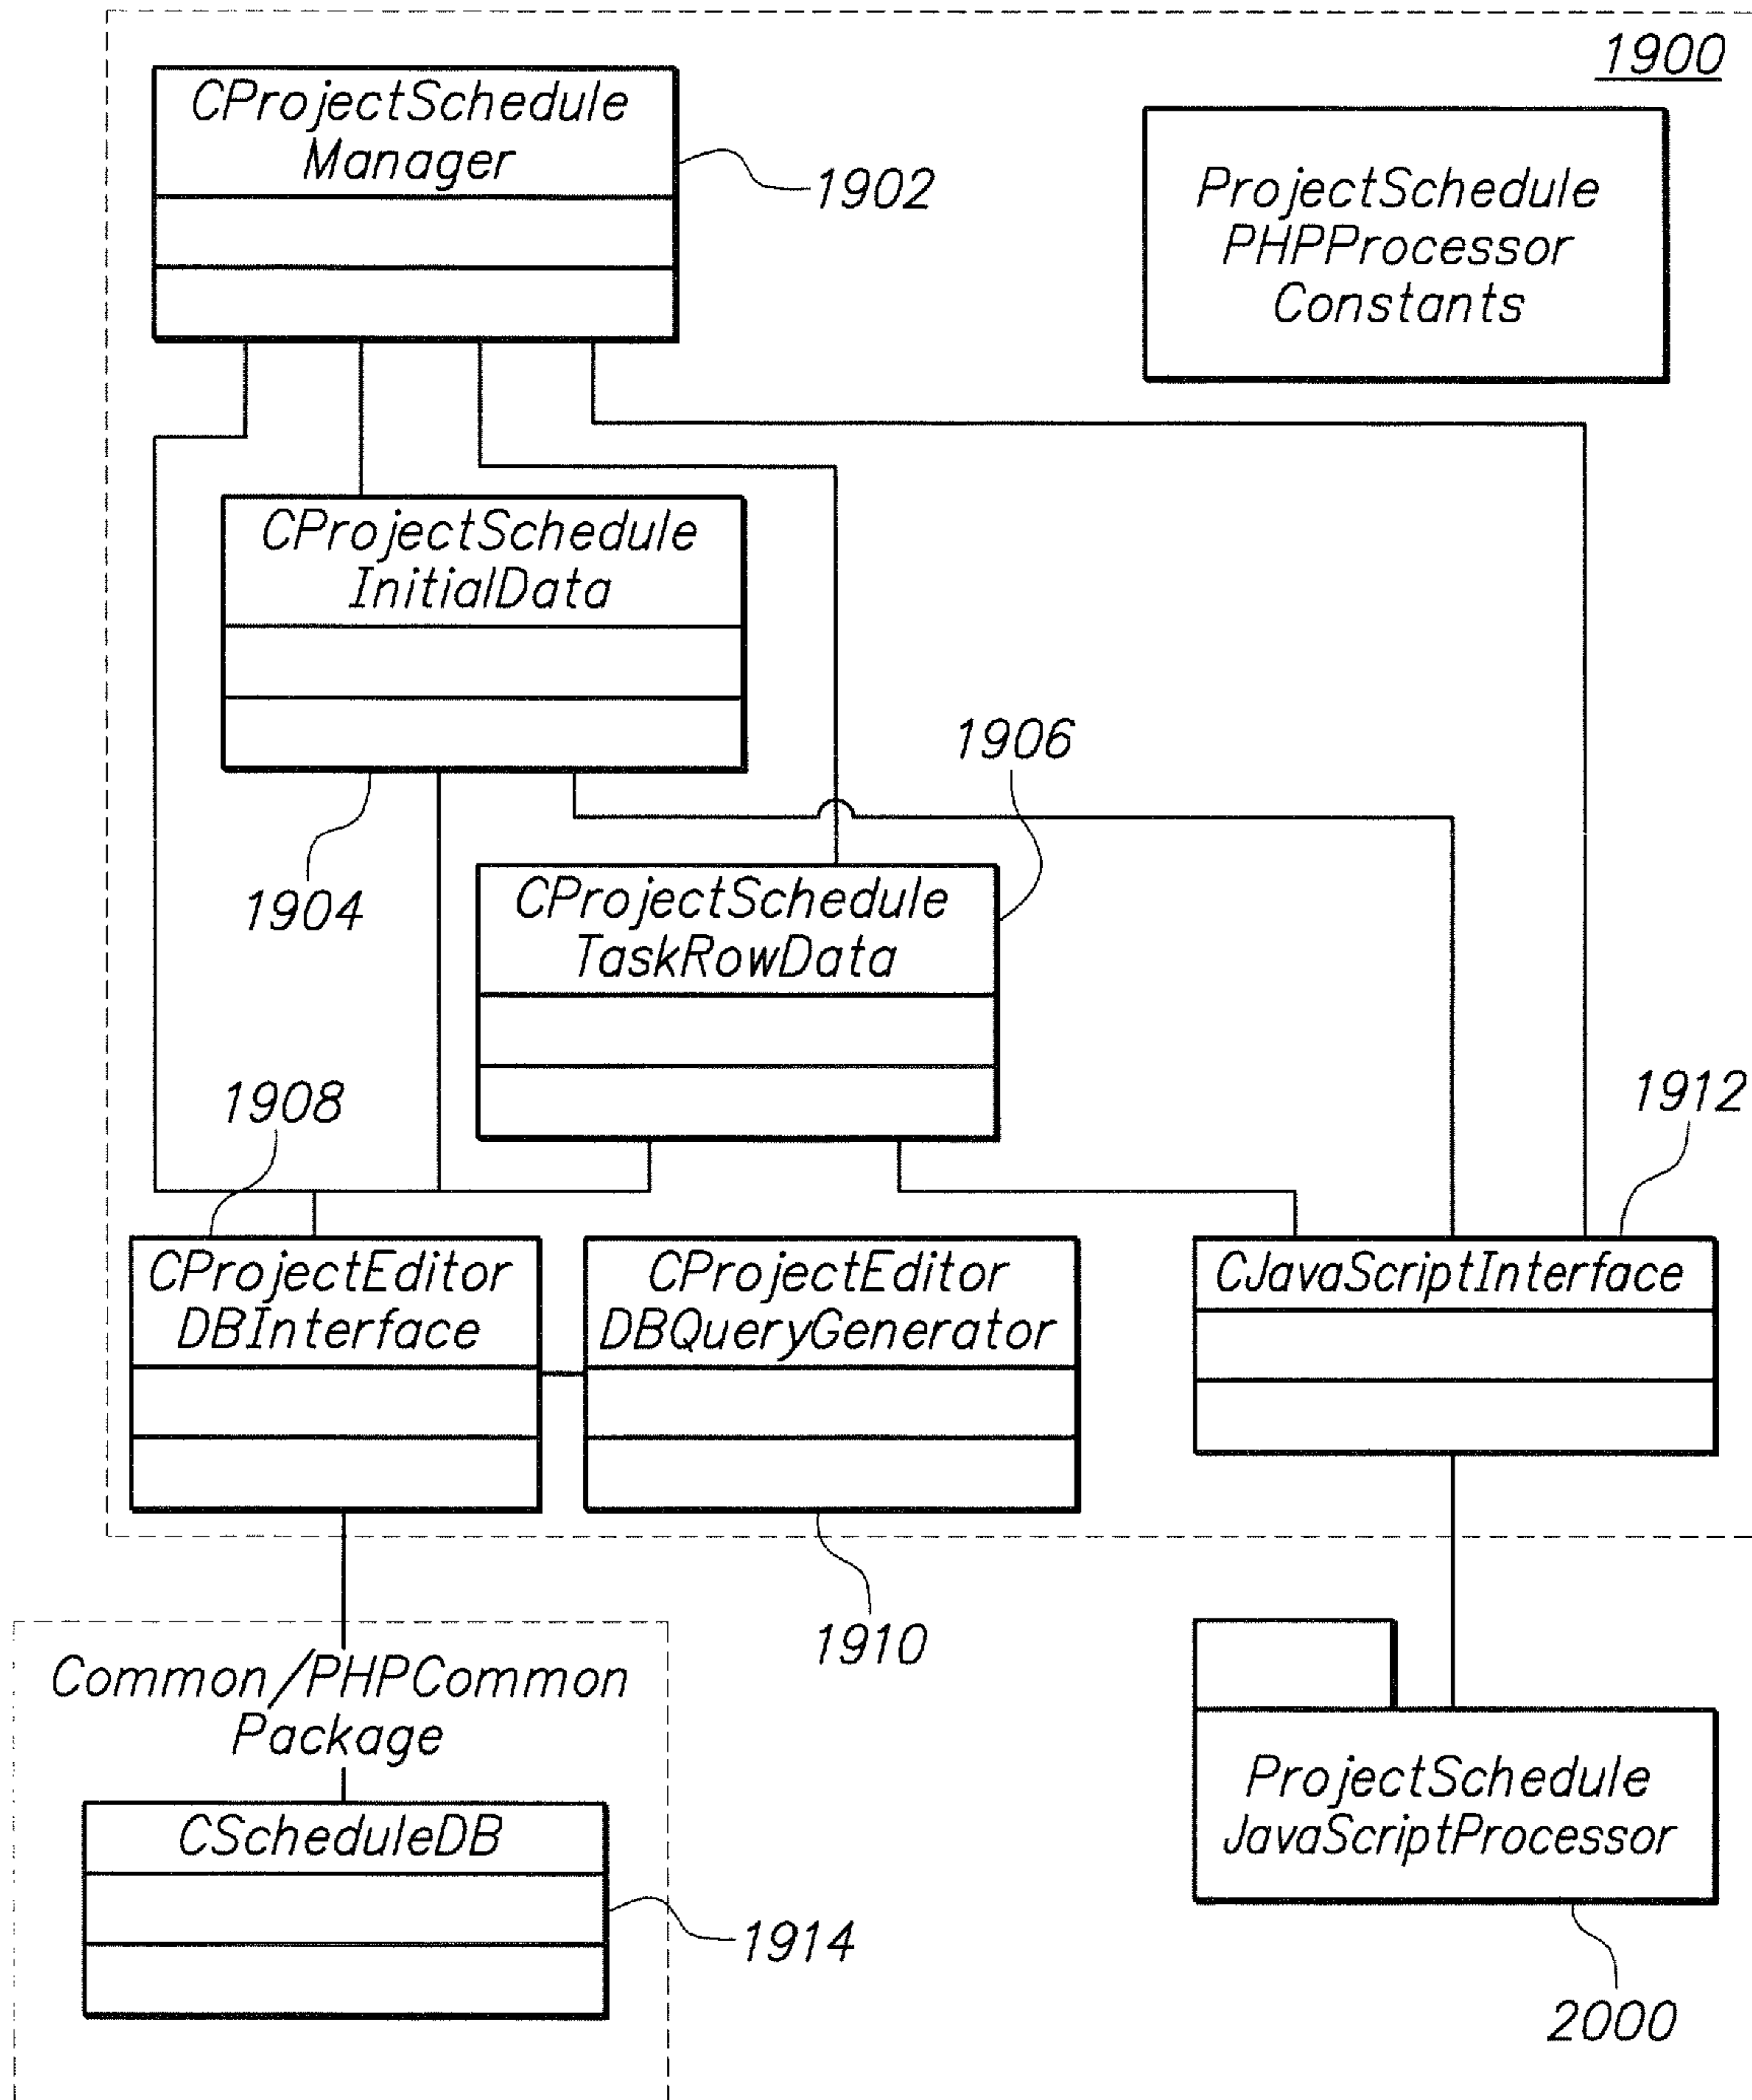 1900
CProjectSchedule
Manager
1902
ProjectSchedule
PHPProcessor
Constants
CProjectSchedule
InitialData
1904
1906
CProjectSchedule
TaskRowData
1908
1912
CProjectEditor
DBInterface
CProjectEditor
DBQueryGenerator
CJavaScriptInterface
1910
Common/PHPCommon
Package
CScheduleDB
1914
ProjectSchedule
JavaScriptProcessor
2000